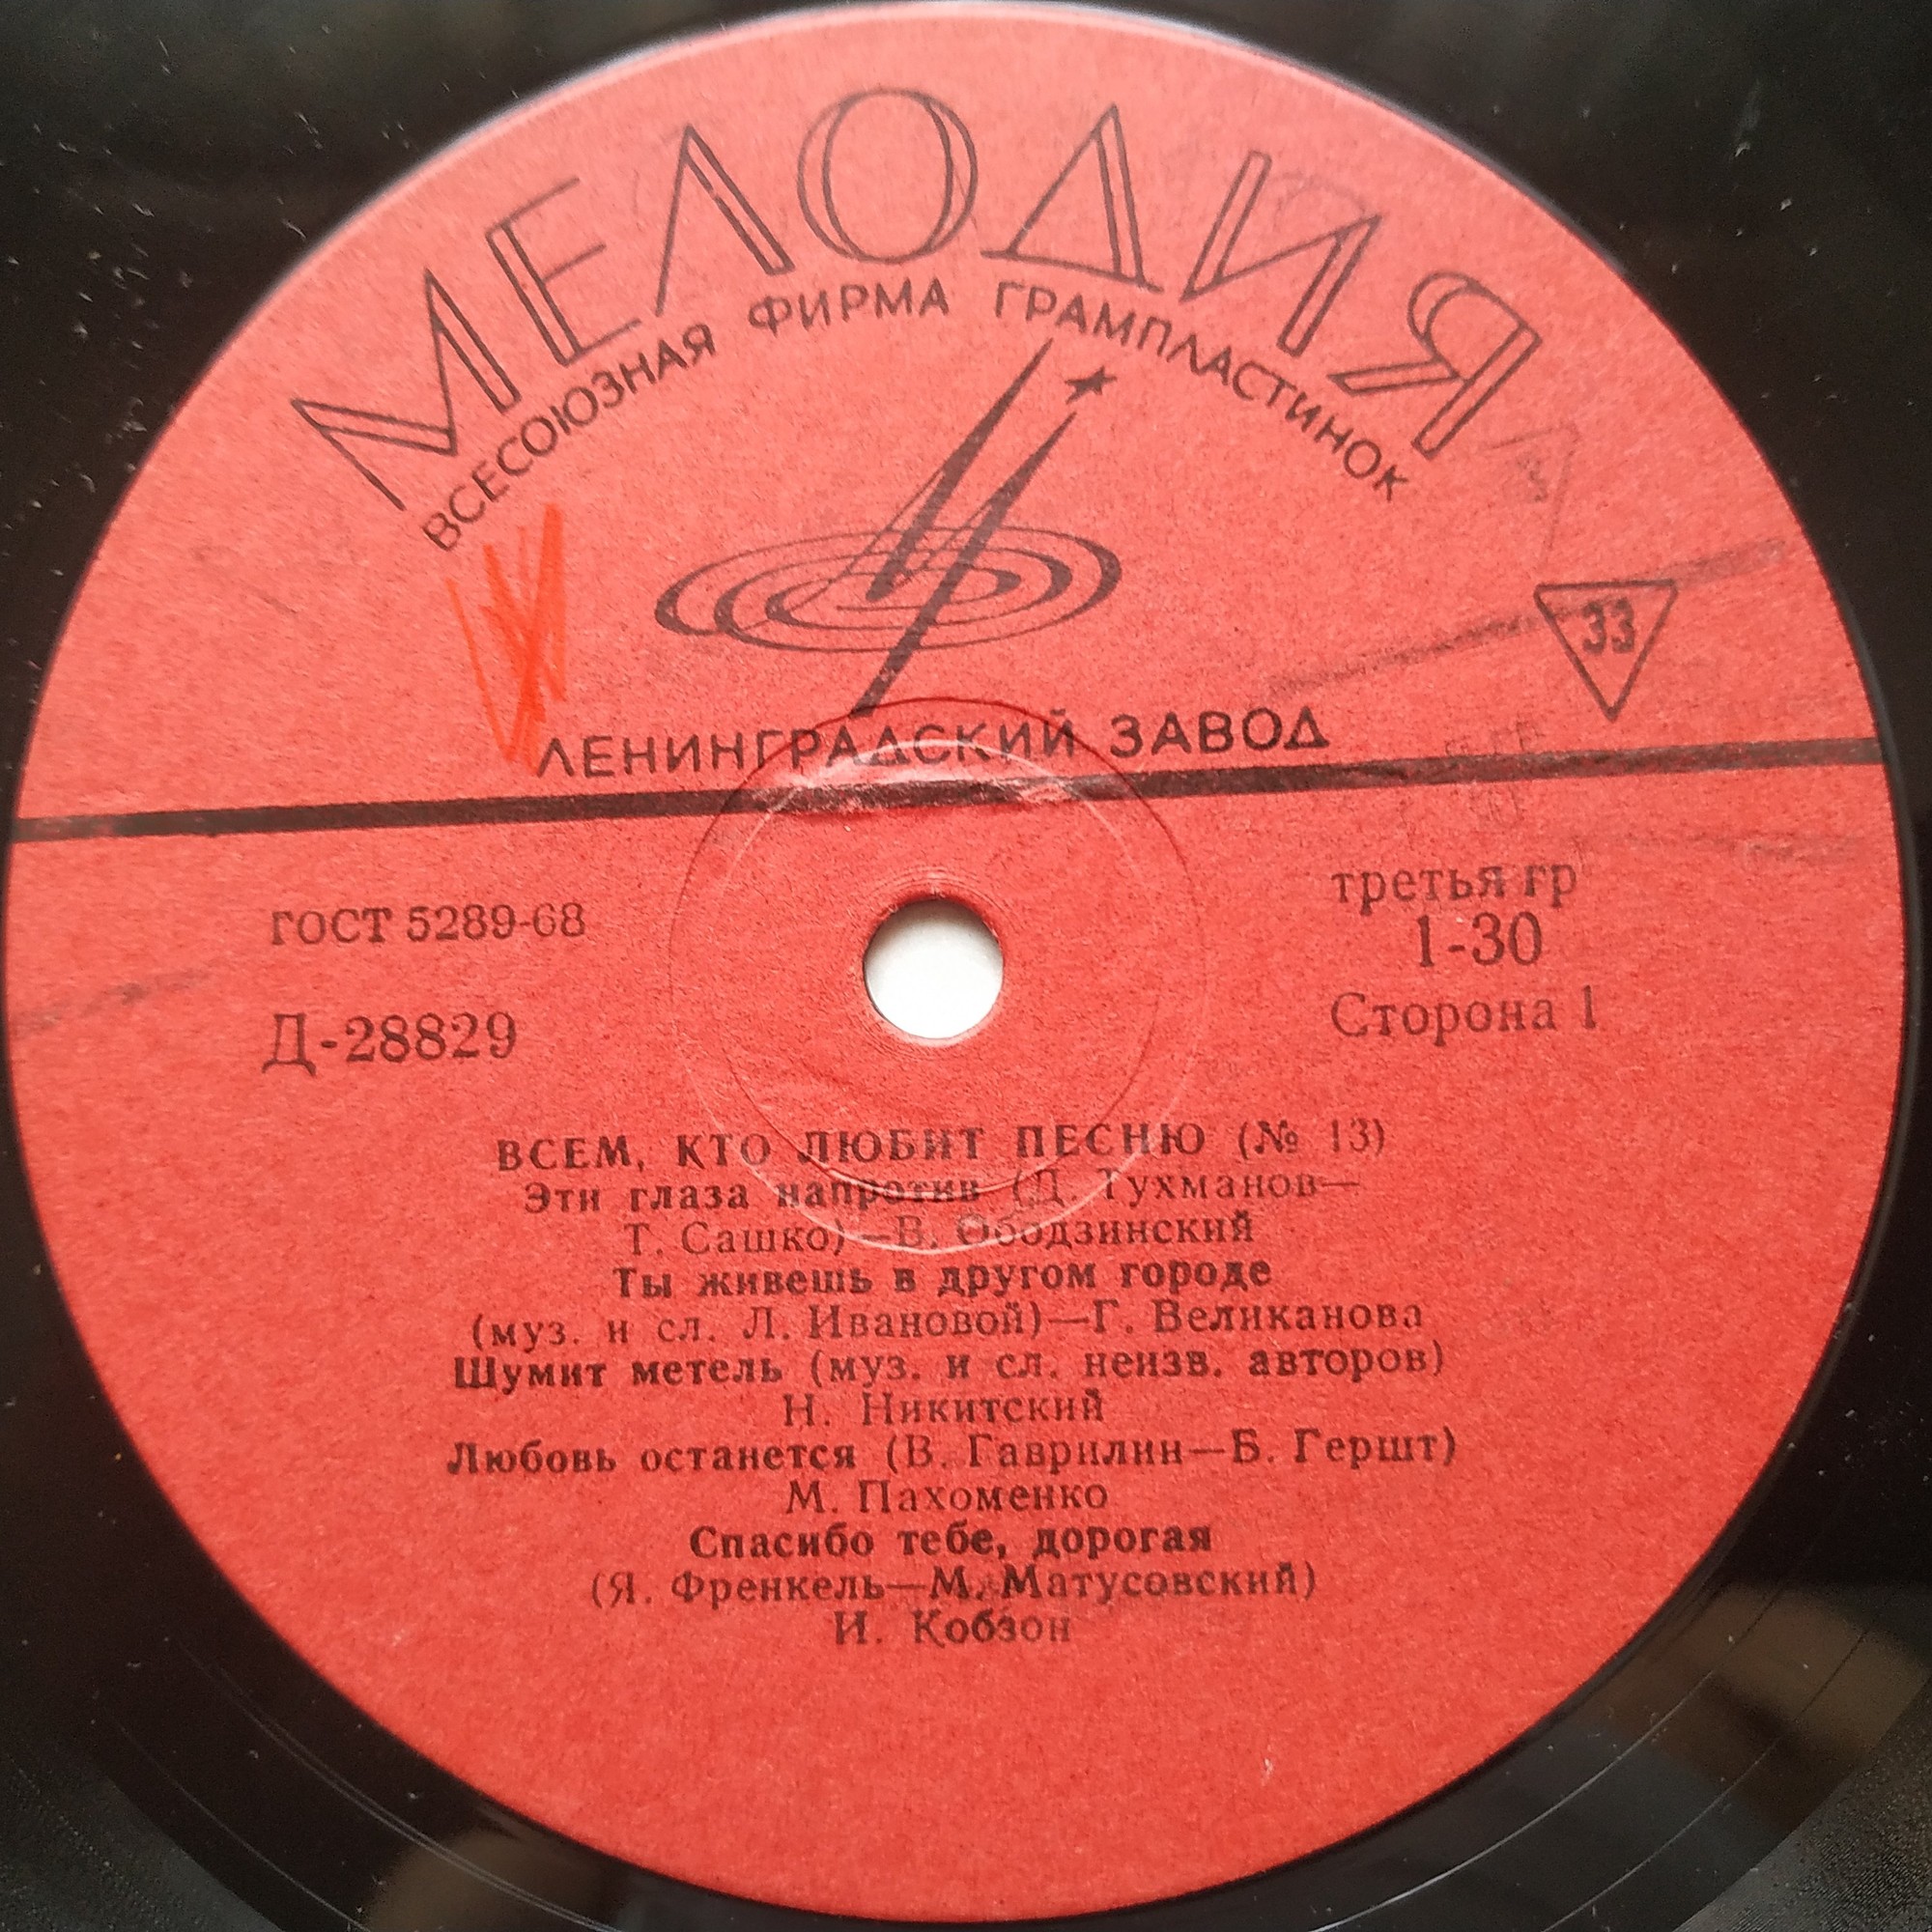 МЕЛОДИЯ
ВСЕСОЮЗНАЯ ФИРМА ГРАМПЛАСТИНОК
33
ЛЕНИНГРАДСКИЙ ЗАВОД
ГОСТ 5289-68
третья гр
1-30
Д-28829
Сторона 1
ВСЕМ, КТО ЛЮБИТ ПЕСНЮ (№ 13)
Эти глаза напротив (Д. Тухманов—
Т. Сашко)—В. Ободзинский
Ты живешь в другом городе
(муз. и сл. Л. Ивановой)—Г. Великанова
Шумит метель (муз. и сл. неизв. авторов)
Н. Никитский
Любовь останется (В. Гаврилин—Б. Гершт)
М. Пахоменко
Спасибо тебе, дорогая
(Я. Френкель—М. Матусовский)
И. Кобзон